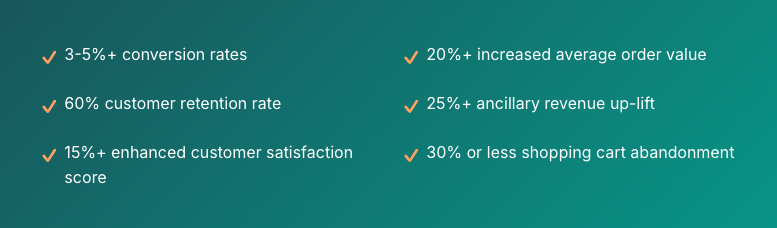 3-5%+ conversion rates
20%+ increased average order value
60% customer retention rate
25%+ ancillary revenue up-lift
15%+ enhanced customer satisfaction
score
30% or less shopping cart abandonment